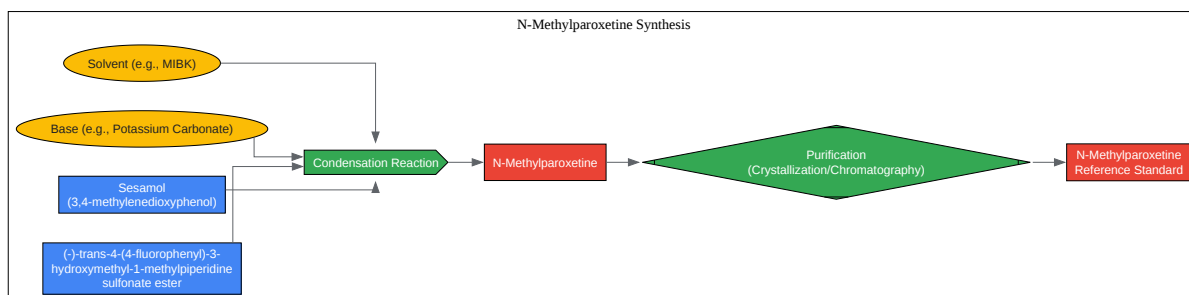 N-Methylparoxetine Synthesis
Solvent (e.g., MIBK)
Base (e.g., Potassium Carbonate)
Condensation Reaction
N-Methylparoxetine
Purification
(Crystallization/Chromatography)
N-Methylparoxetine
Reference Standard
Sesamol
(3,4-methylenedioxyphenol)
(-)-trans-4-(4-fluorophenyl)-3-
hydroxymethyl-1-methylpiperidine
sulfonate ester